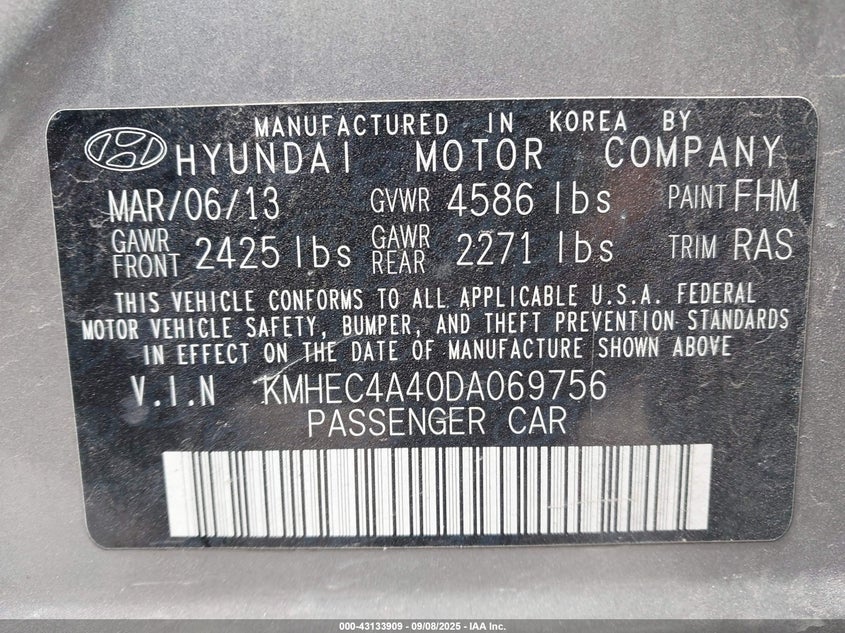 MANUFACTURED IN KOREA BY
HYUNDAI MOTOR COMPANY
MAR/06/13 GVWR 4586 lbs PAINT FHM
GAWR FRONT 2425 lbs GAWR REAR 2271 lbs TRIM RAS
THIS VEHICLE CONFORMS TO ALL APPLICABLE U.S.A. FEDERAL
MOTOR VEHICLE SAFETY, BUMPER, AND THEFT PREVENTION STANDARDS
IN EFFECT ON THE DATE OF MANUFACTURE SHOWN ABOVE
V.I.N KMHEC4A40DA069756
PASSENGER CAR
000-43133909 - 09/08/2025 - IAA Inc.